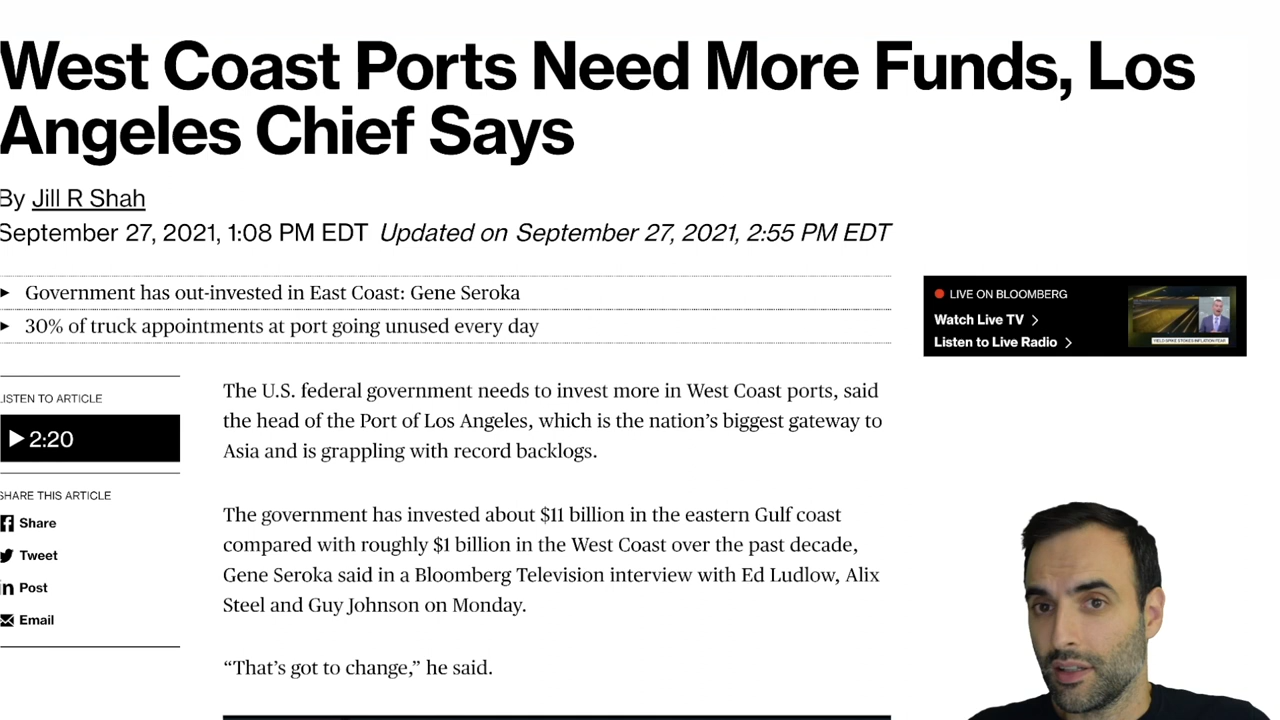 West Coast Ports Need More Funds, Los
Angeles Chief Says
By Jill R Shah
September 27, 2021, 1:08 PM EDT Updated on September 27, 2021, 2:55 PM EDT
Government has out-invested in East Coast: Gene Seroka
30% of truck appointments at port going unused every day
LIVE ON BLOOMBERG
Watch Live TV
Listen to Live Radio
YIELD SPIKE STOKES INFLATION FEAR
LISTEN TO ARTICLE
2:20
SHARE THIS ARTICLE
Share
Tweet
Post
Email
The U.S. federal government needs to invest more in West Coast ports, said
the head of the Port of Los Angeles, which is the nation’s biggest gateway to
Asia and is grappling with record backlogs.
The government has invested about $11 billion in the eastern Gulf coast
compared with roughly $1 billion in the West Coast over the past decade,
Gene Seroka said in a Bloomberg Television interview with Ed Ludlow, Alix
Steel and Guy Johnson on Monday.
“That’s got to change,” he said.